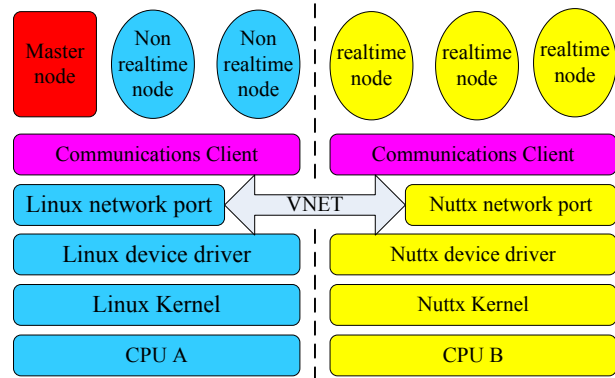 Master
node
Non
realtime
node
Non
realtime
node
realtime
node
realtime
node
realtime
node
Communications Client
Communications Client
Linux network port
VNET
Nuttx network port
Linux device driver
Nuttx device driver
Linux Kernel
Nuttx Kernel
CPU A
CPU B